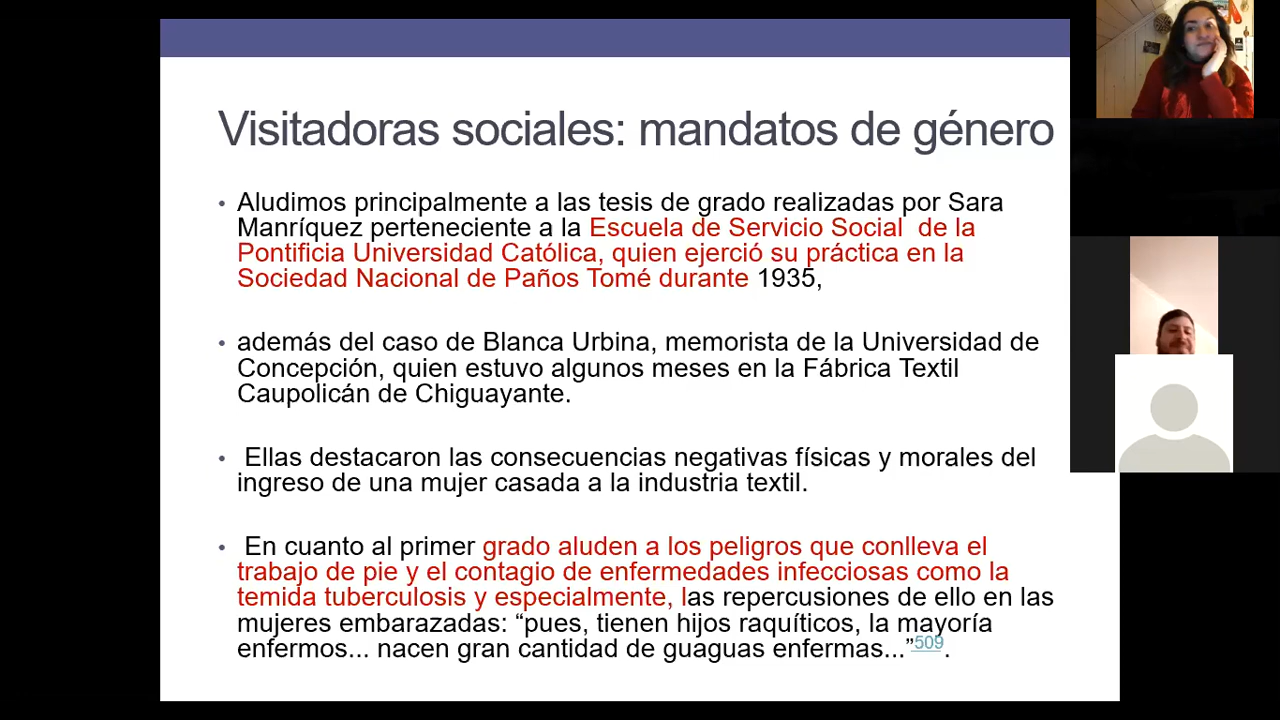 Visitadoras sociales: mandatos de género
• Aludimos principalmente a las tesis de grado realizadas por Sara
Manríquez perteneciente a la Escuela de Servicio Social de la
Pontificia Universidad Católica, quien ejerció su práctica en la
Sociedad Nacional de Paños Tomé durante 1935,
• además del caso de Blanca Urbina, memorista de la Universidad de
Concepción, quien estuvo algunos meses en la Fábrica Textil
Caupolicán de Chiguayante.
• Ellas destacaron las consecuencias negativas físicas y morales del
ingreso de una mujer casada a la industria textil.
• En cuanto al primer grado aluden a los peligros que conlleva el
trabajo de pie y el contagio de enfermedades infecciosas como la
temida tuberculosis y especialmente, las repercusiones de ello en las
mujeres embarazadas: “pues, tienen hijos raquíticos, la mayoría
enfermos... nacen gran cantidad de guaguas enfermas...”509.